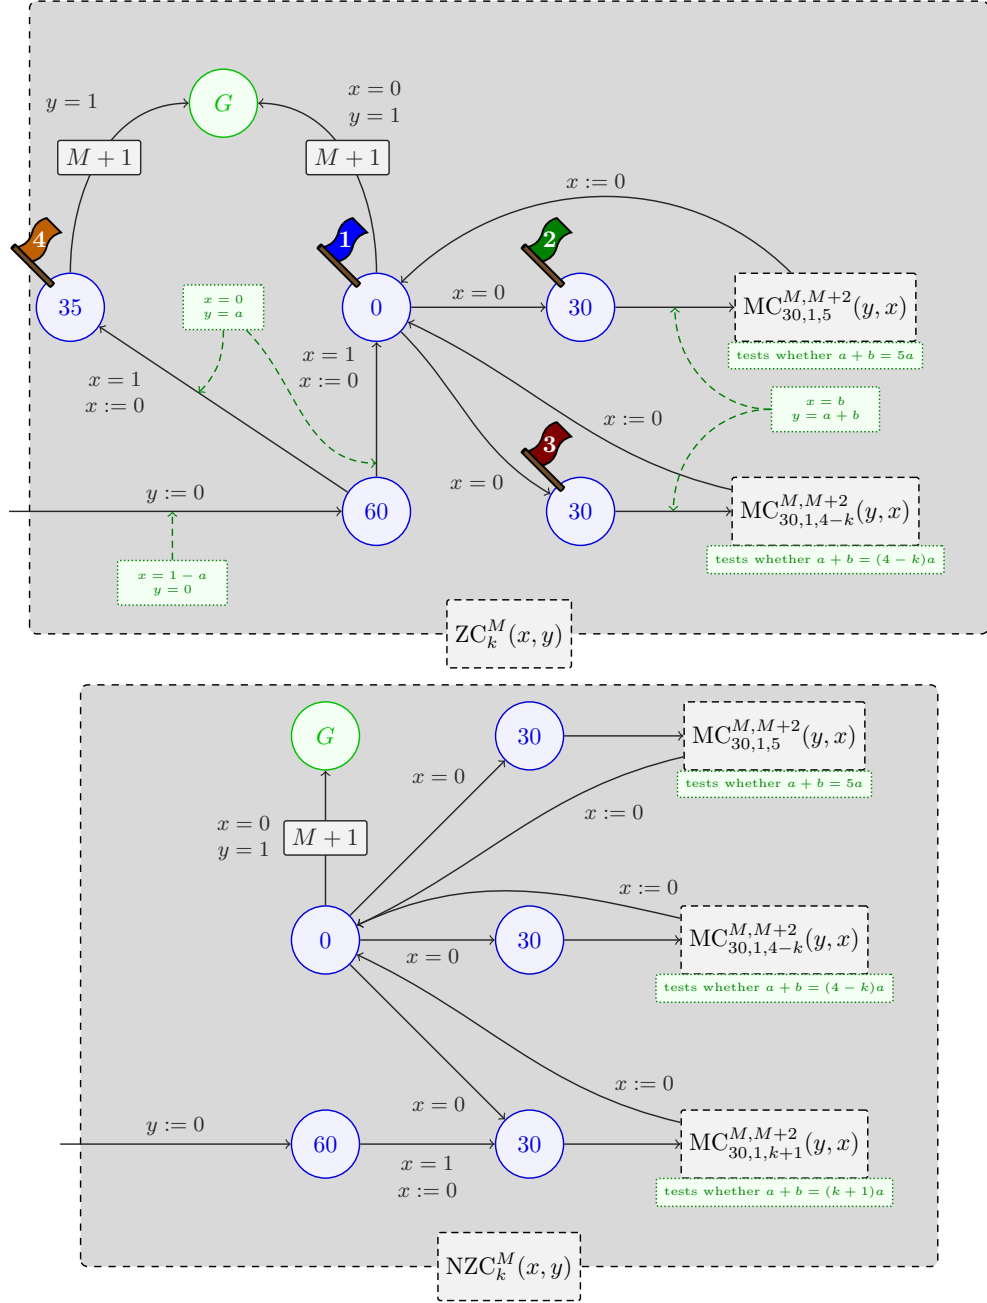 G
y = 1
x = 0
y = 1
M + 1
M + 1
x := 0
4
1
2
35
x = 0
y = a
0
x = 0
30
MC^{M,M+2}_{30,1,5}(y, x)
tests whether a + b = 5a
x = 1
x := 0
x = 1
x := 0
x = b
y = a + b
x := 0
3
x = 0
y := 0
60
30
MC^{M,M+2}_{30,1,4−k}(y, x)
tests whether a + b = (4 − k)a
x = 1 − a
y = 0
ZC^M_k(x, y)
G
30
MC^{M,M+2}_{30,1,5}(y, x)
tests whether a + b = 5a
x = 0
x = 0
y = 1
M + 1
x := 0
x := 0
0
x = 0
30
MC^{M,M+2}_{30,1,4−k}(y, x)
tests whether a + b = (4 − k)a
x := 0
x = 0
y := 0
60
x = 1
x := 0
30
MC^{M,M+2}_{30,1,k+1}(y, x)
tests whether a + b = (k + 1)a
NZC^M_k(x, y)